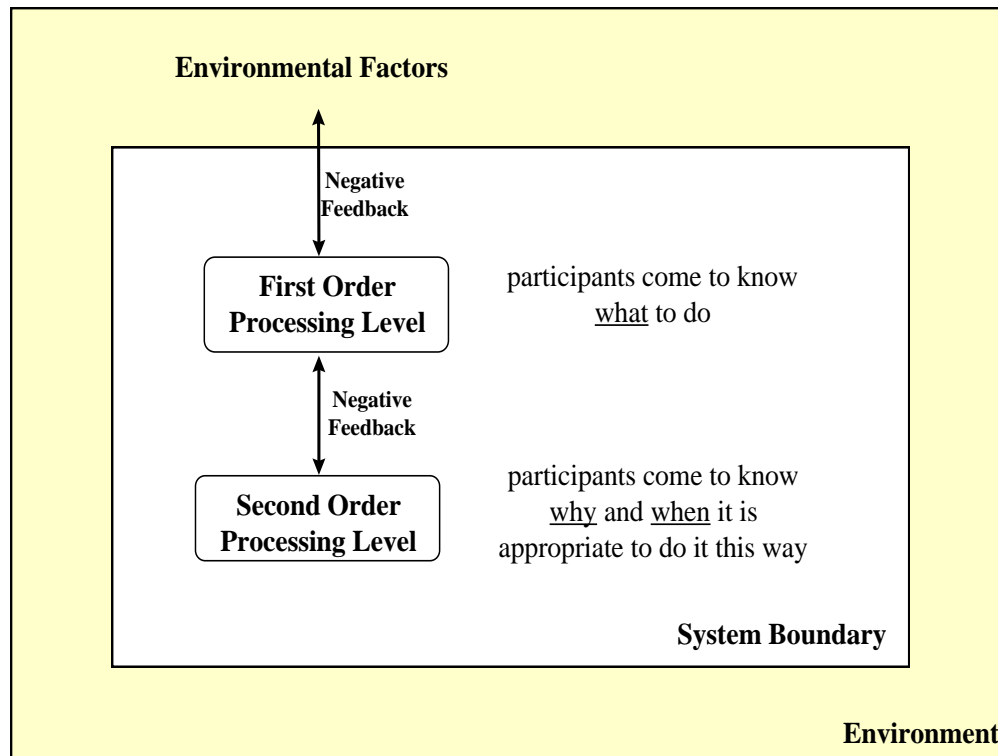 Environmental Factors
Negative
Feedback
First Order
Processing Level
participants come to know
what to do
Negative
Feedback
Second Order
Processing Level
participants come to know
why and when it is
appropriate to do it this way
System Boundary
Environment